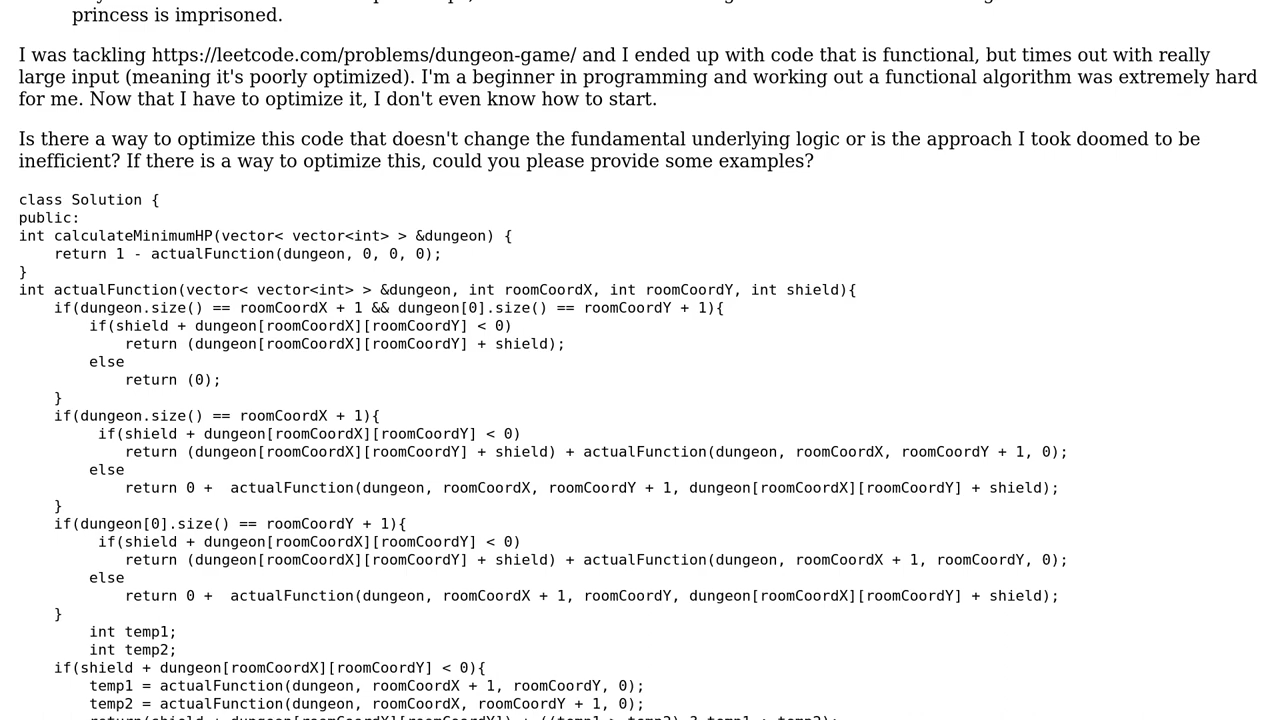 princess is imprisoned.
I was tackling https://leetcode.com/problems/dungeon-game/ and I ended up with code that is functional, but times out with really
large input (meaning it's poorly optimized). I'm a beginner in programming and working out a functional algorithm was extremely hard
for me. Now that I have to optimize it, I don't even know how to start.
Is there a way to optimize this code that doesn't change the fundamental underlying logic or is the approach I took doomed to be
inefficient? If there is a way to optimize this, could you please provide some examples?
class Solution {
public:
int calculateMinimumHP(vector< vector<int> > &dungeon) {
    return 1 - actualFunction(dungeon, 0, 0, 0);
}
int actualFunction(vector< vector<int> > &dungeon, int roomCoordX, int roomCoordY, int shield){
    if(dungeon.size() == roomCoordX + 1 && dungeon[0].size() == roomCoordY + 1){
        if(shield + dungeon[roomCoordX][roomCoordY] < 0)
            return (dungeon[roomCoordX][roomCoordY] + shield);
        else
            return (0);
    }
    if(dungeon.size() == roomCoordX + 1){
         if(shield + dungeon[roomCoordX][roomCoordY] < 0)
            return (dungeon[roomCoordX][roomCoordY] + shield) + actualFunction(dungeon, roomCoordX, roomCoordY + 1, 0);
        else
            return 0 +  actualFunction(dungeon, roomCoordX, roomCoordY + 1, dungeon[roomCoordX][roomCoordY] + shield);
    }
    if(dungeon[0].size() == roomCoordY + 1){
         if(shield + dungeon[roomCoordX][roomCoordY] < 0)
            return (dungeon[roomCoordX][roomCoordY] + shield) + actualFunction(dungeon, roomCoordX + 1, roomCoordY, 0);
        else
            return 0 +  actualFunction(dungeon, roomCoordX + 1, roomCoordY, dungeon[roomCoordX][roomCoordY] + shield);
    }
        int temp1;
        int temp2;
    if(shield + dungeon[roomCoordX][roomCoordY] < 0){
        temp1 = actualFunction(dungeon, roomCoordX + 1, roomCoordY, 0);
        temp2 = actualFunction(dungeon, roomCoordX, roomCoordY + 1, 0);